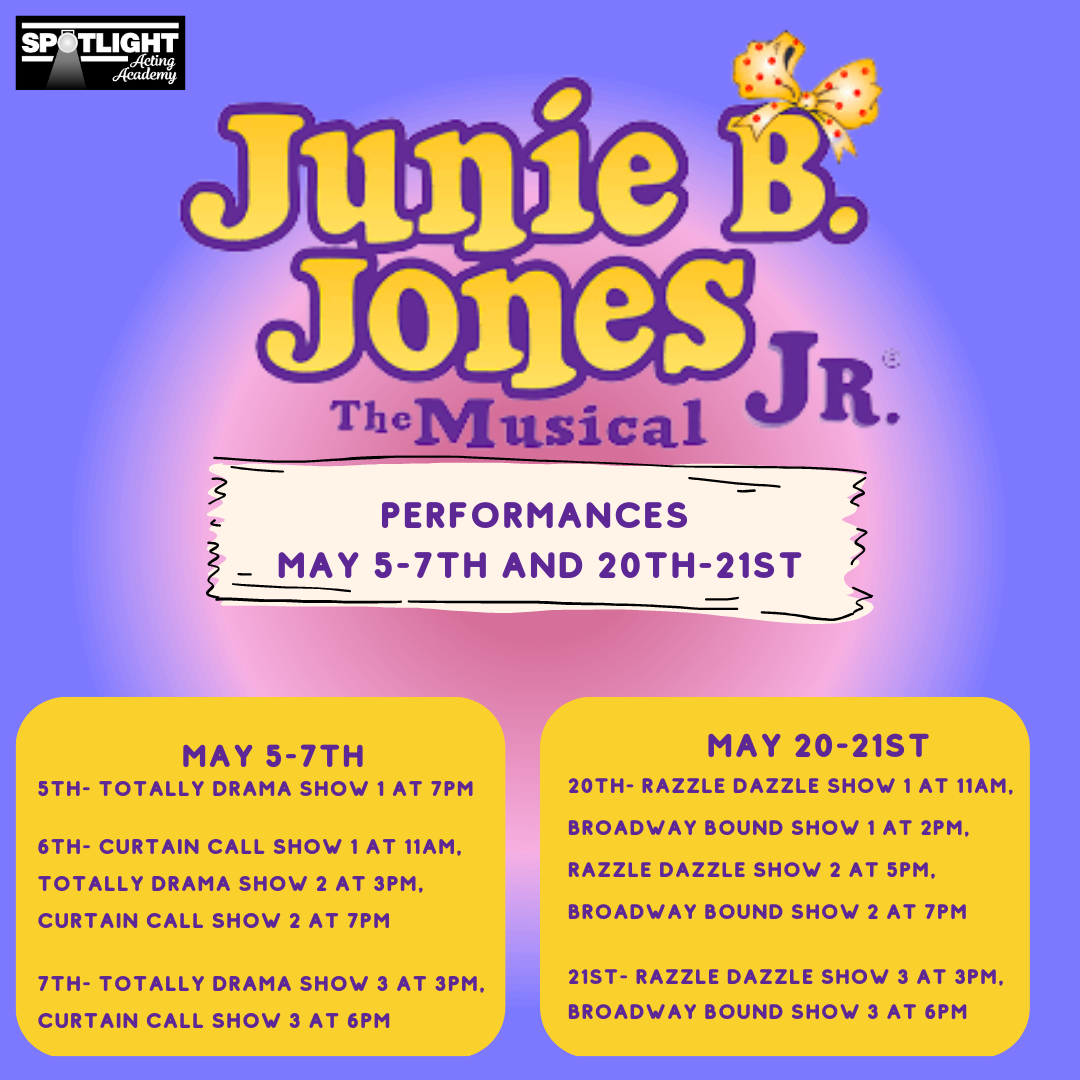 SPOTLIGHT
Acting
Academy
Junie B.
Jones
The Musical JR.®
PERFORMANCES
MAY 5-7TH AND 20TH-21ST
MAY 5-7TH
5TH- TOTALLY DRAMA SHOW 1 AT 7PM
6TH- CURTAIN CALL SHOW 1 AT 11AM,
TOTALLY DRAMA SHOW 2 AT 3PM,
CURTAIN CALL SHOW 2 AT 7PM
7TH- TOTALLY DRAMA SHOW 3 AT 3PM,
CURTAIN CALL SHOW 3 AT 6PM
MAY 20-21ST
20TH- RAZZLE DAZZLE SHOW 1 AT 11AM,
BROADWAY BOUND SHOW 1 AT 2PM,
RAZZLE DAZZLE SHOW 2 AT 5PM,
BROADWAY BOUND SHOW 2 AT 7PM
21ST- RAZZLE DAZZLE SHOW 3 AT 3PM,
BROADWAY BOUND SHOW 3 AT 6PM